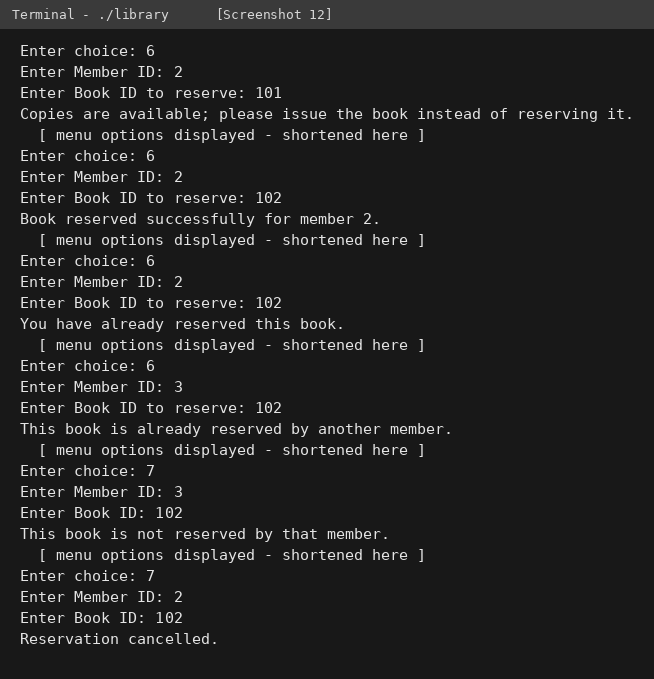 Terminal - ./library [Screenshot 12]
Enter choice: 6
Enter Member ID: 2
Enter Book ID to reserve: 101
Copies are available; please issue the book instead of reserving it.
[ menu options displayed - shortened here ]
Enter choice: 6
Enter Member ID: 2
Enter Book ID to reserve: 102
Book reserved successfully for member 2.
[ menu options displayed - shortened here ]
Enter choice: 6
Enter Member ID: 2
Enter Book ID to reserve: 102
You have already reserved this book.
[ menu options displayed - shortened here ]
Enter choice: 6
Enter Member ID: 3
Enter Book ID to reserve: 102
This book is already reserved by another member.
[ menu options displayed - shortened here ]
Enter choice: 7
Enter Member ID: 3
Enter Book ID: 102
This book is not reserved by that member.
[ menu options displayed - shortened here ]
Enter choice: 7
Enter Member ID: 2
Enter Book ID: 102
Reservation cancelled.